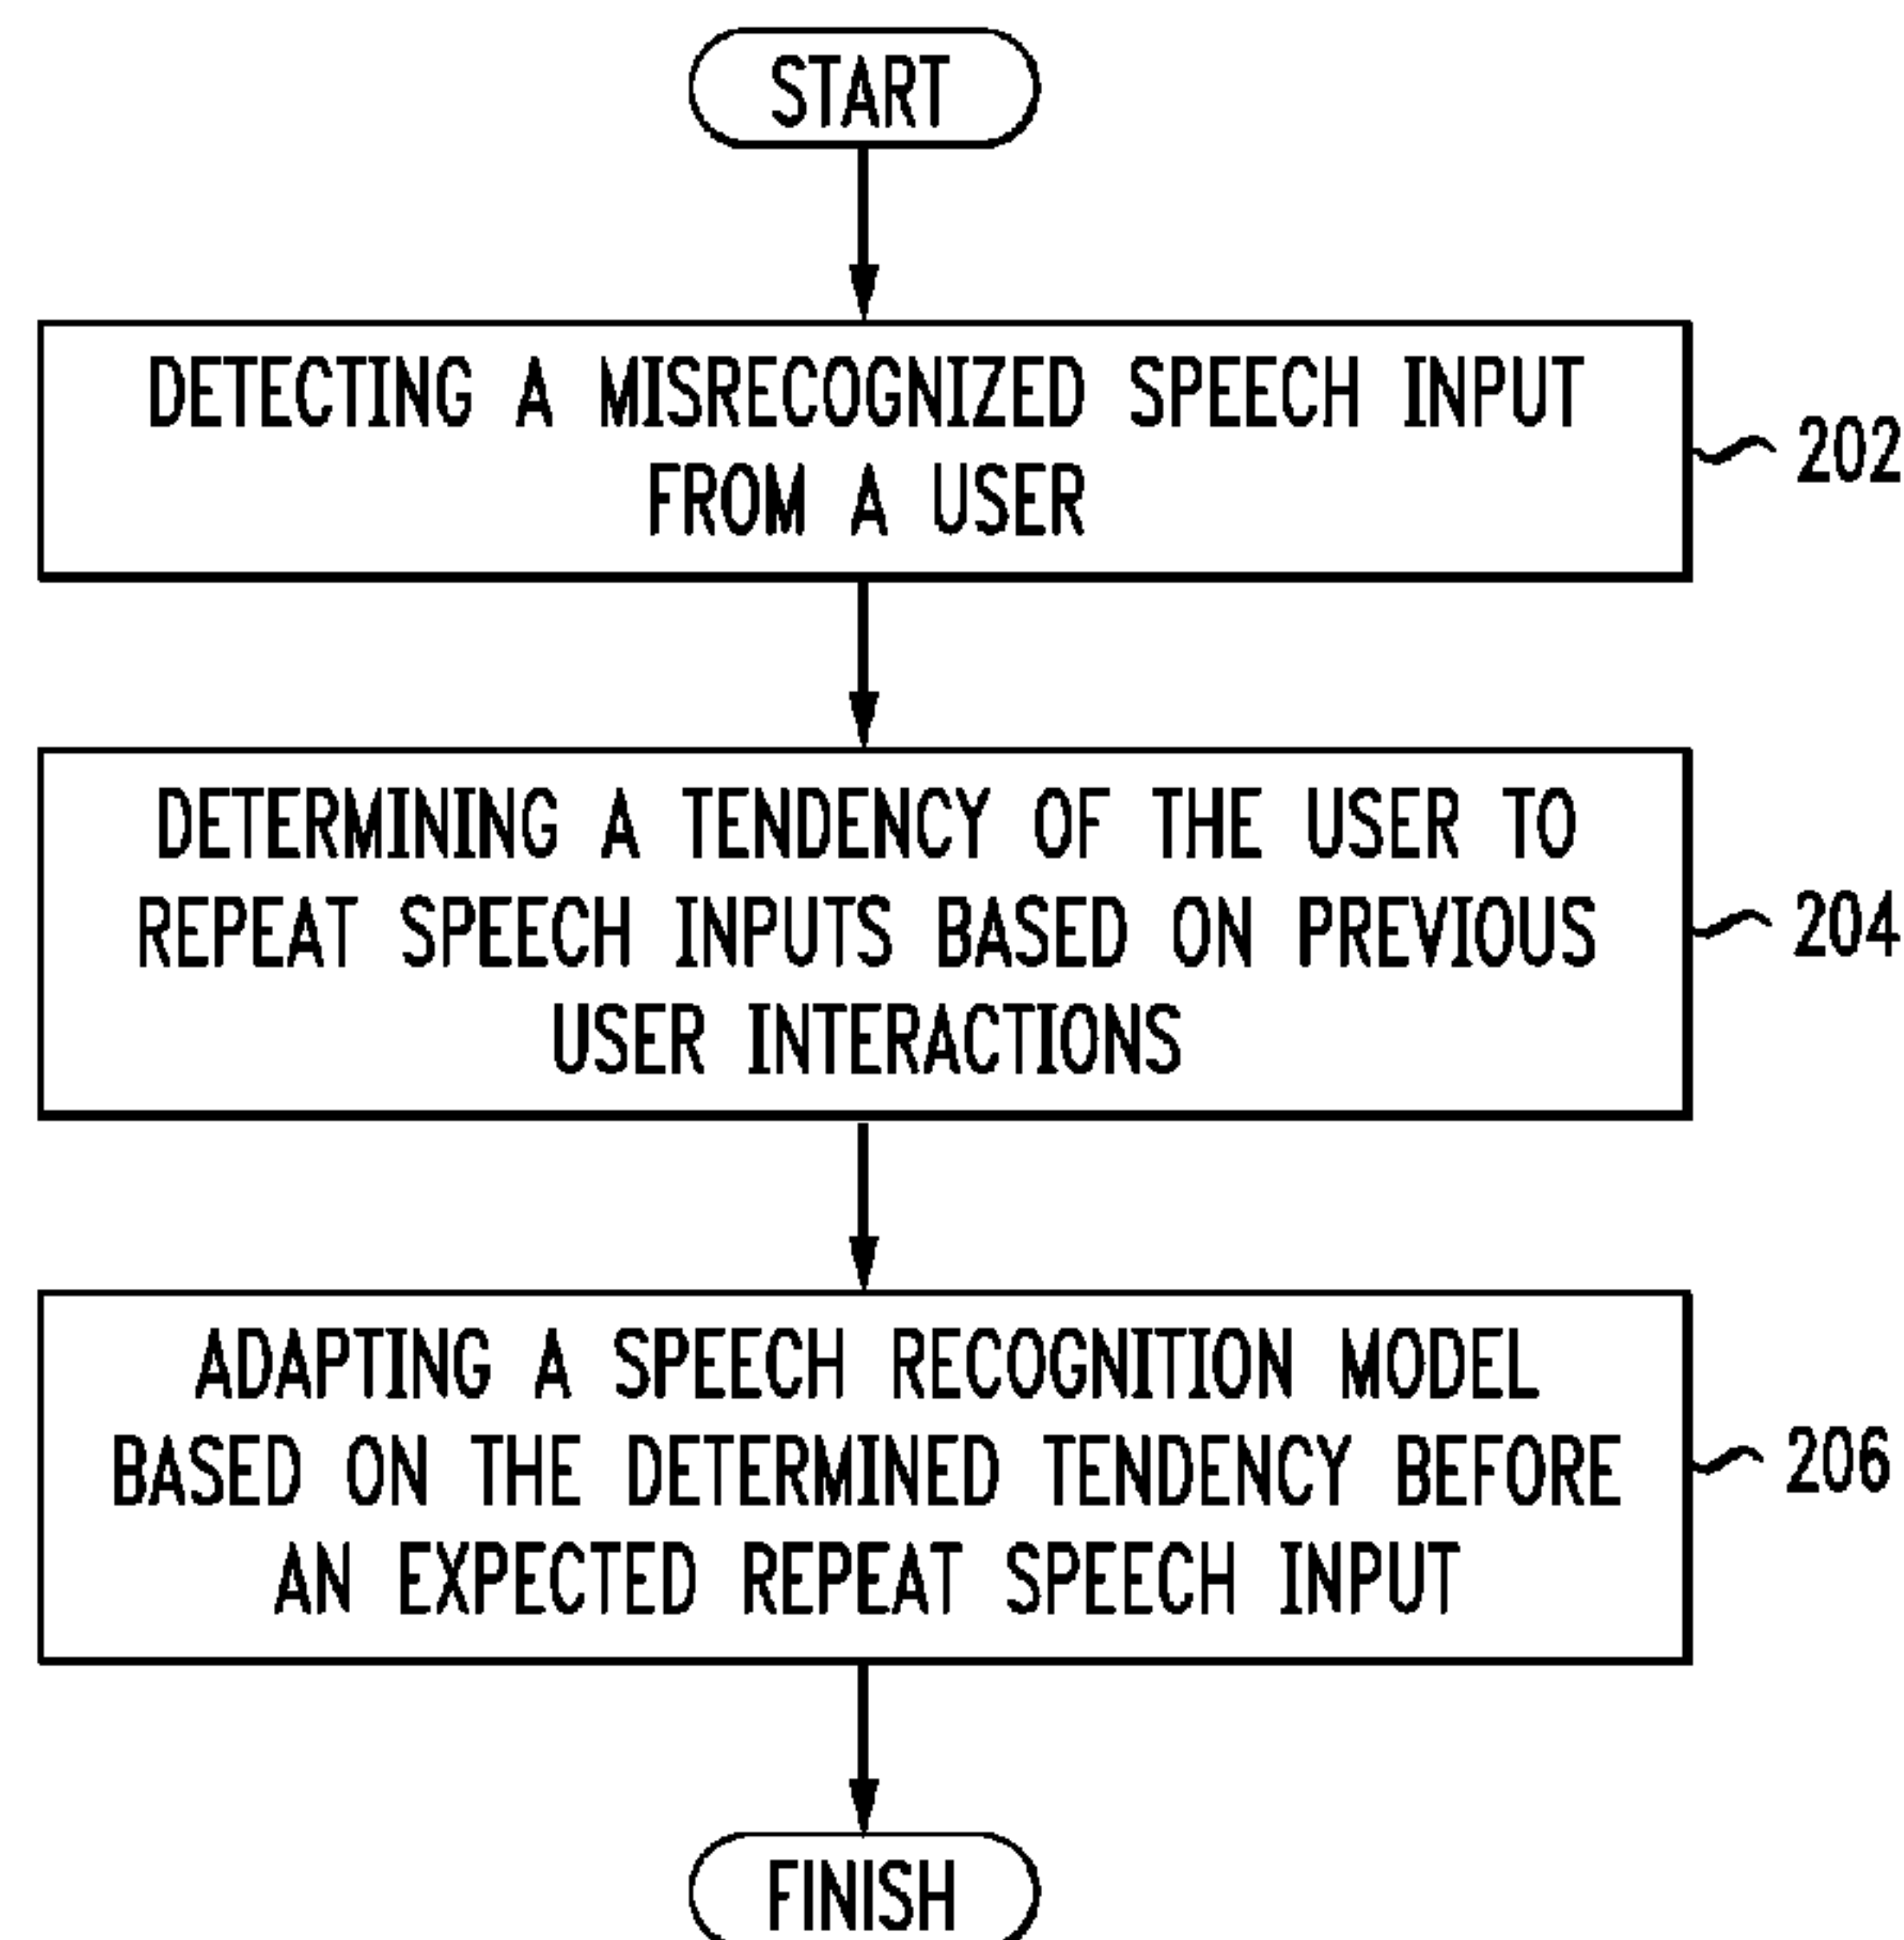 START
DETECTING A MISRECOGNIZED SPEECH INPUT
FROM A USER
202
DETERMINING A TENDENCY OF THE USER TO
REPEAT SPEECH INPUTS BASED ON PREVIOUS
USER INTERACTIONS
204
ADAPTING A SPEECH RECOGNITION MODEL
BASED ON THE DETERMINED TENDENCY BEFORE
AN EXPECTED REPEAT SPEECH INPUT
206
FINISH